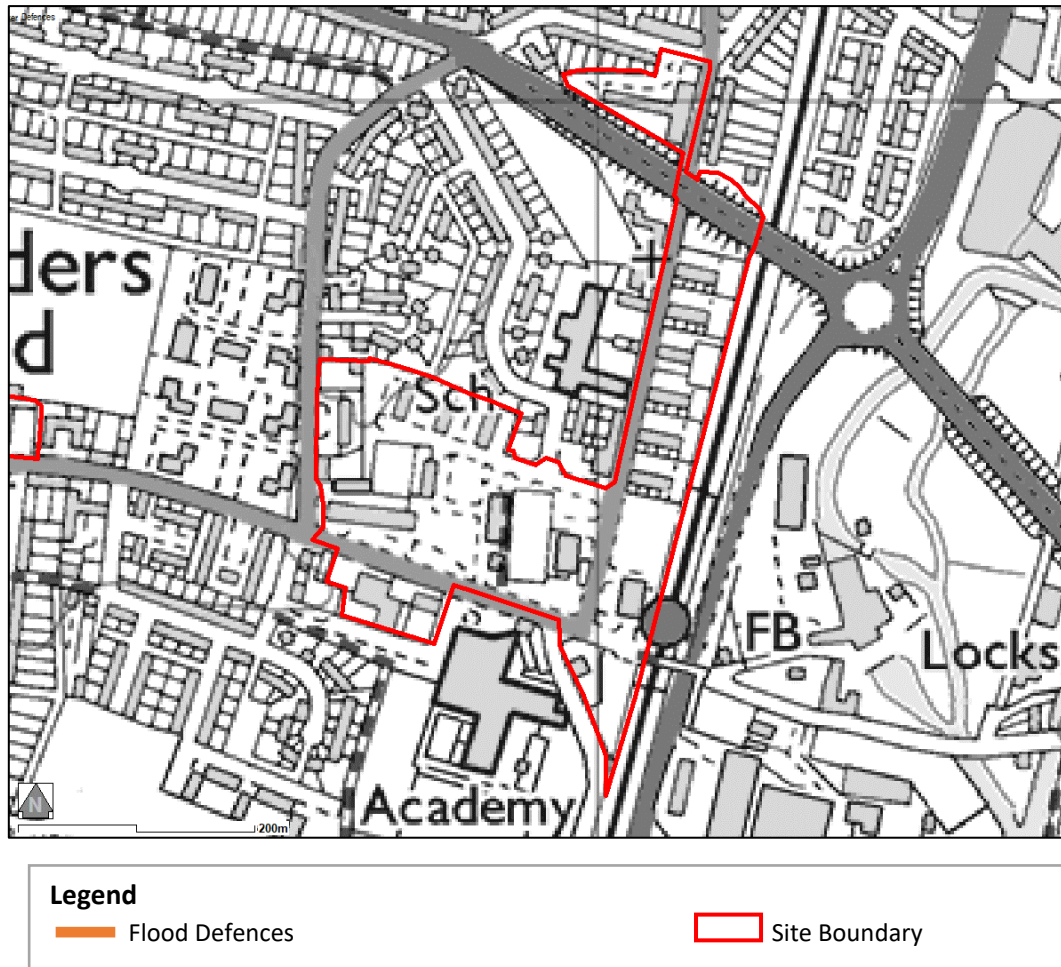 Defences
ders
d
Sch
FB
Locks
Academy
N
200m
Legend
Flood Defences
Site Boundary